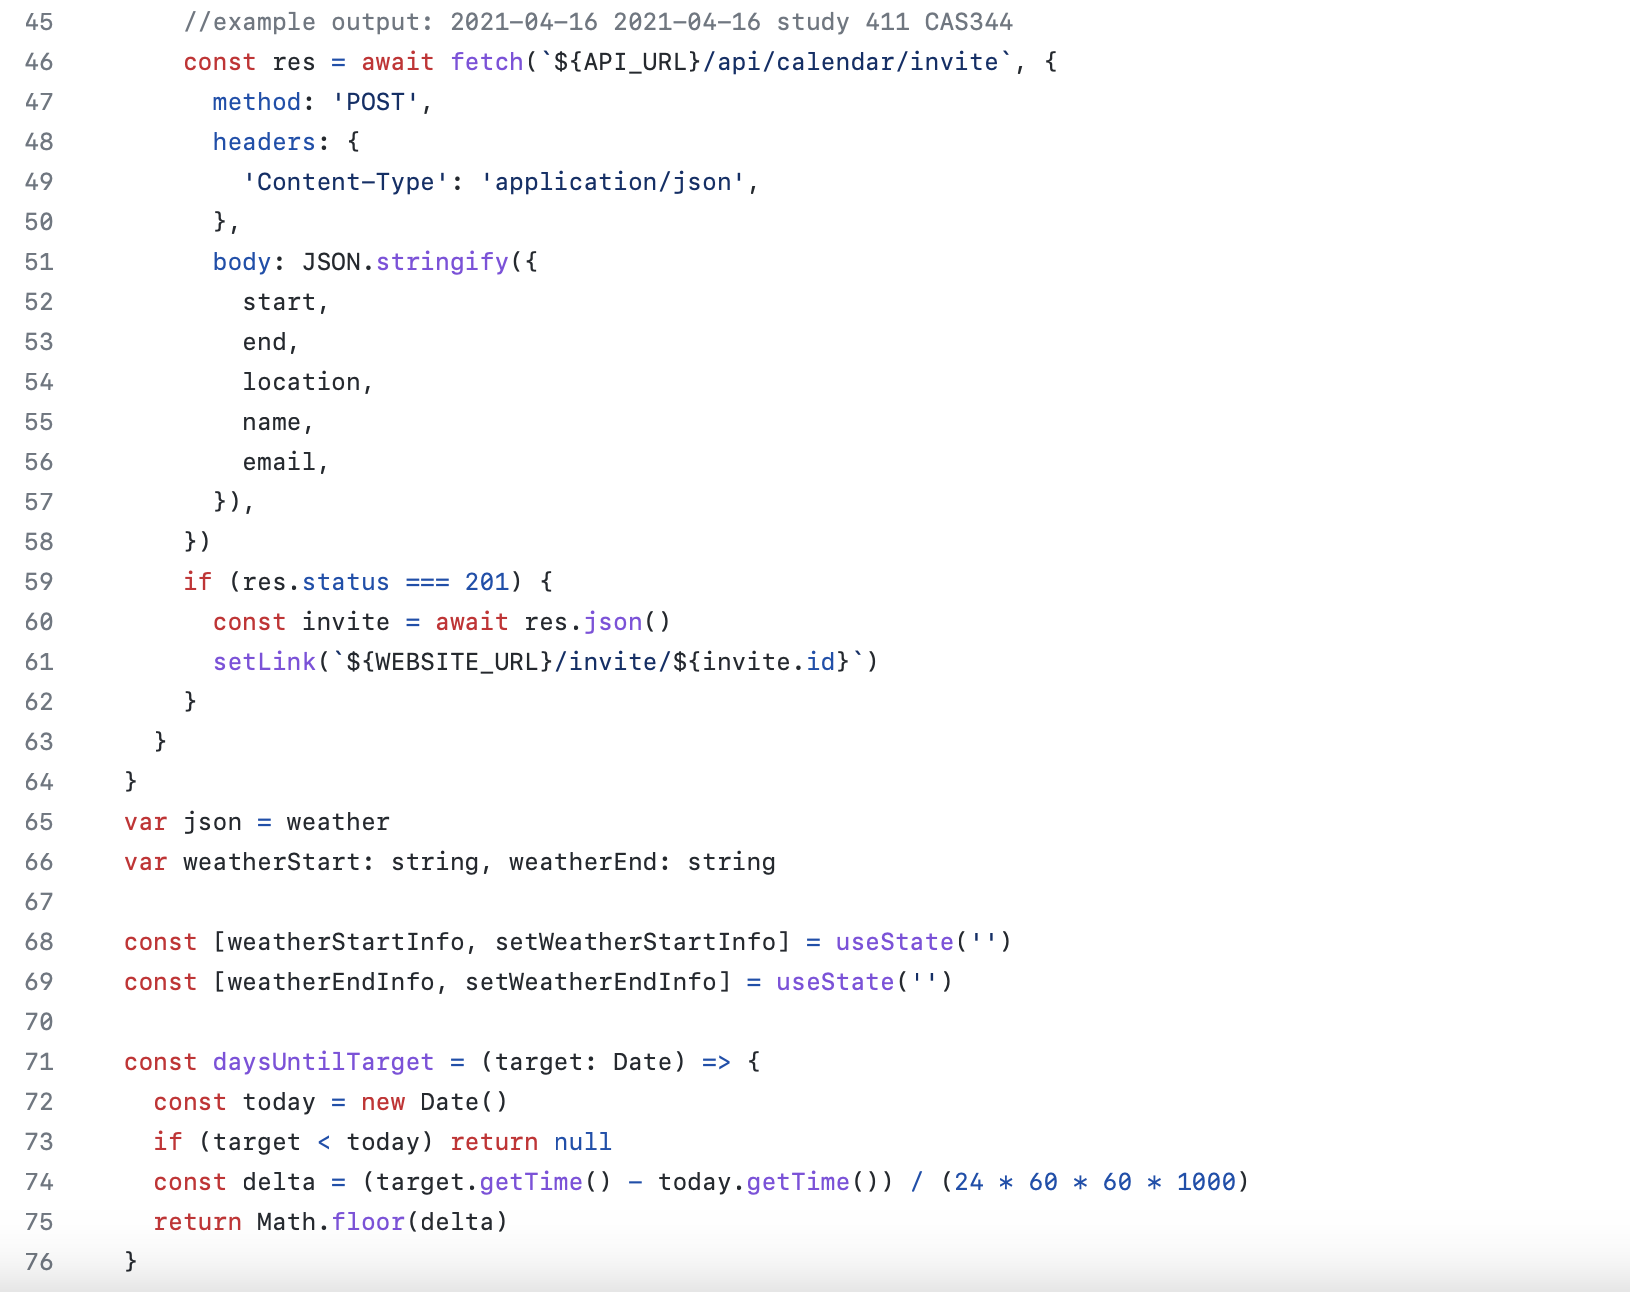 45 //example output: 2021-04-16 2021-04-16 study 411 CAS344
46 const res = await fetch(`${API_URL}/api/calendar/invite`, {
47 method: 'POST',
48 headers: {
49 'Content-Type': 'application/json',
50 },
51 body: JSON.stringify({
52 start,
53 end,
54 location,
55 name,
56 email,
57 }),
58 })
59 if (res.status === 201) {
60 const invite = await res.json()
61 setLink(`${WEBSITE_URL}/invite/${invite.id}`)
62 }
63 }
64 }
65 var json = weather
66 var weatherStart: string, weatherEnd: string
67
68 const [weatherStartInfo, setWeatherStartInfo] = useState('')
69 const [weatherEndInfo, setWeatherEndInfo] = useState('')
70
71 const daysUntilTarget = (target: Date) => {
72 const today = new Date()
73 if (target < today) return null
74 const delta = (target.getTime() - today.getTime()) / (24 * 60 * 60 * 1000)
75 return Math.floor(delta)
76 }